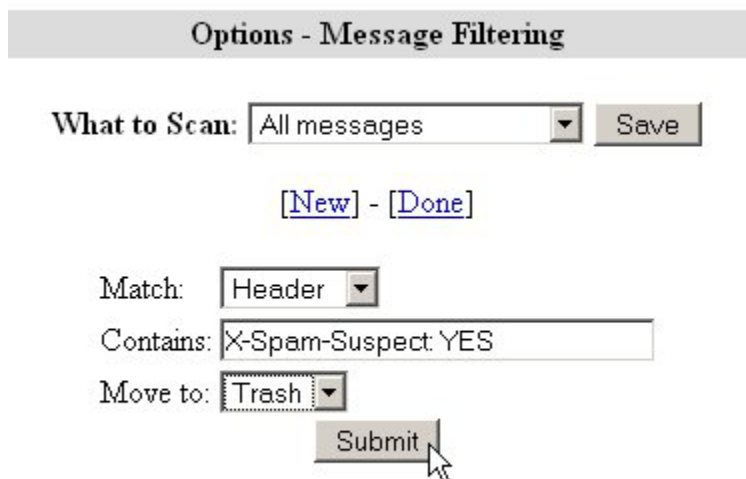 Options - Message Filtering
What to Scan: All messages Save
[New] - [Done]
Match: Header
Contains: X-Spam-Suspect: YES
Move to: Trash
Submit